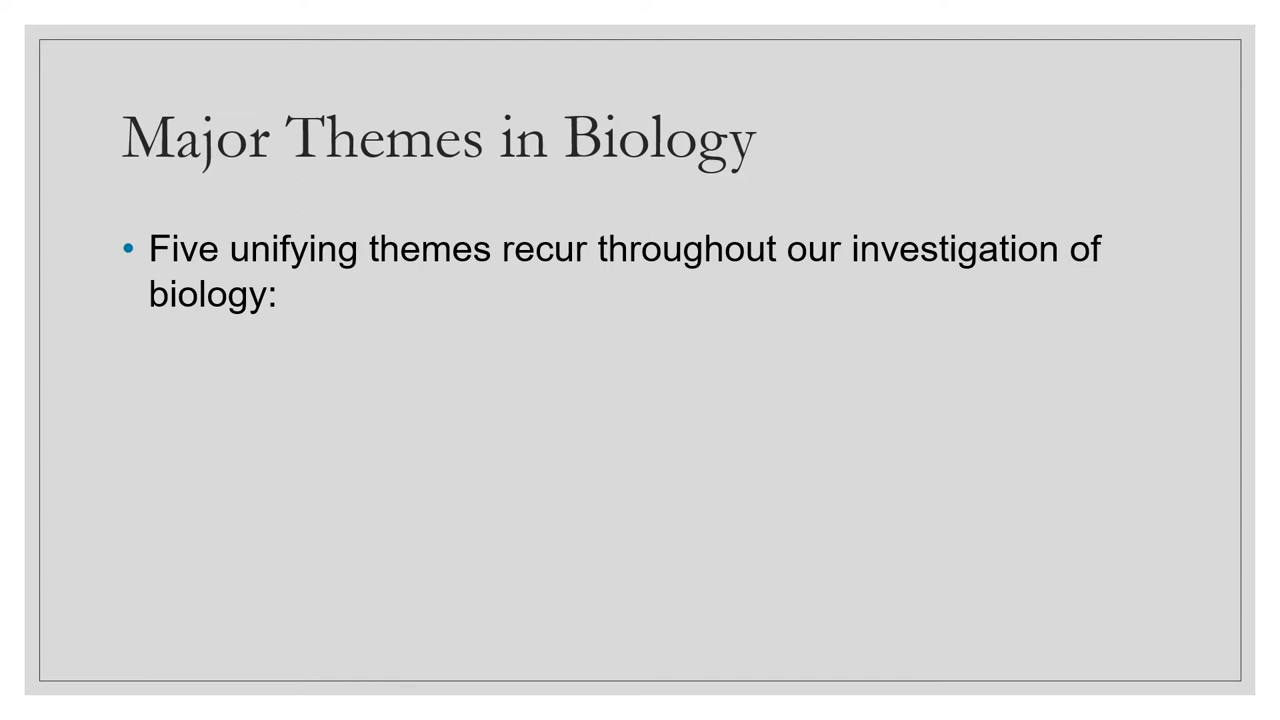 Major Themes in Biology
• Five unifying themes recur throughout our investigation of
biology: